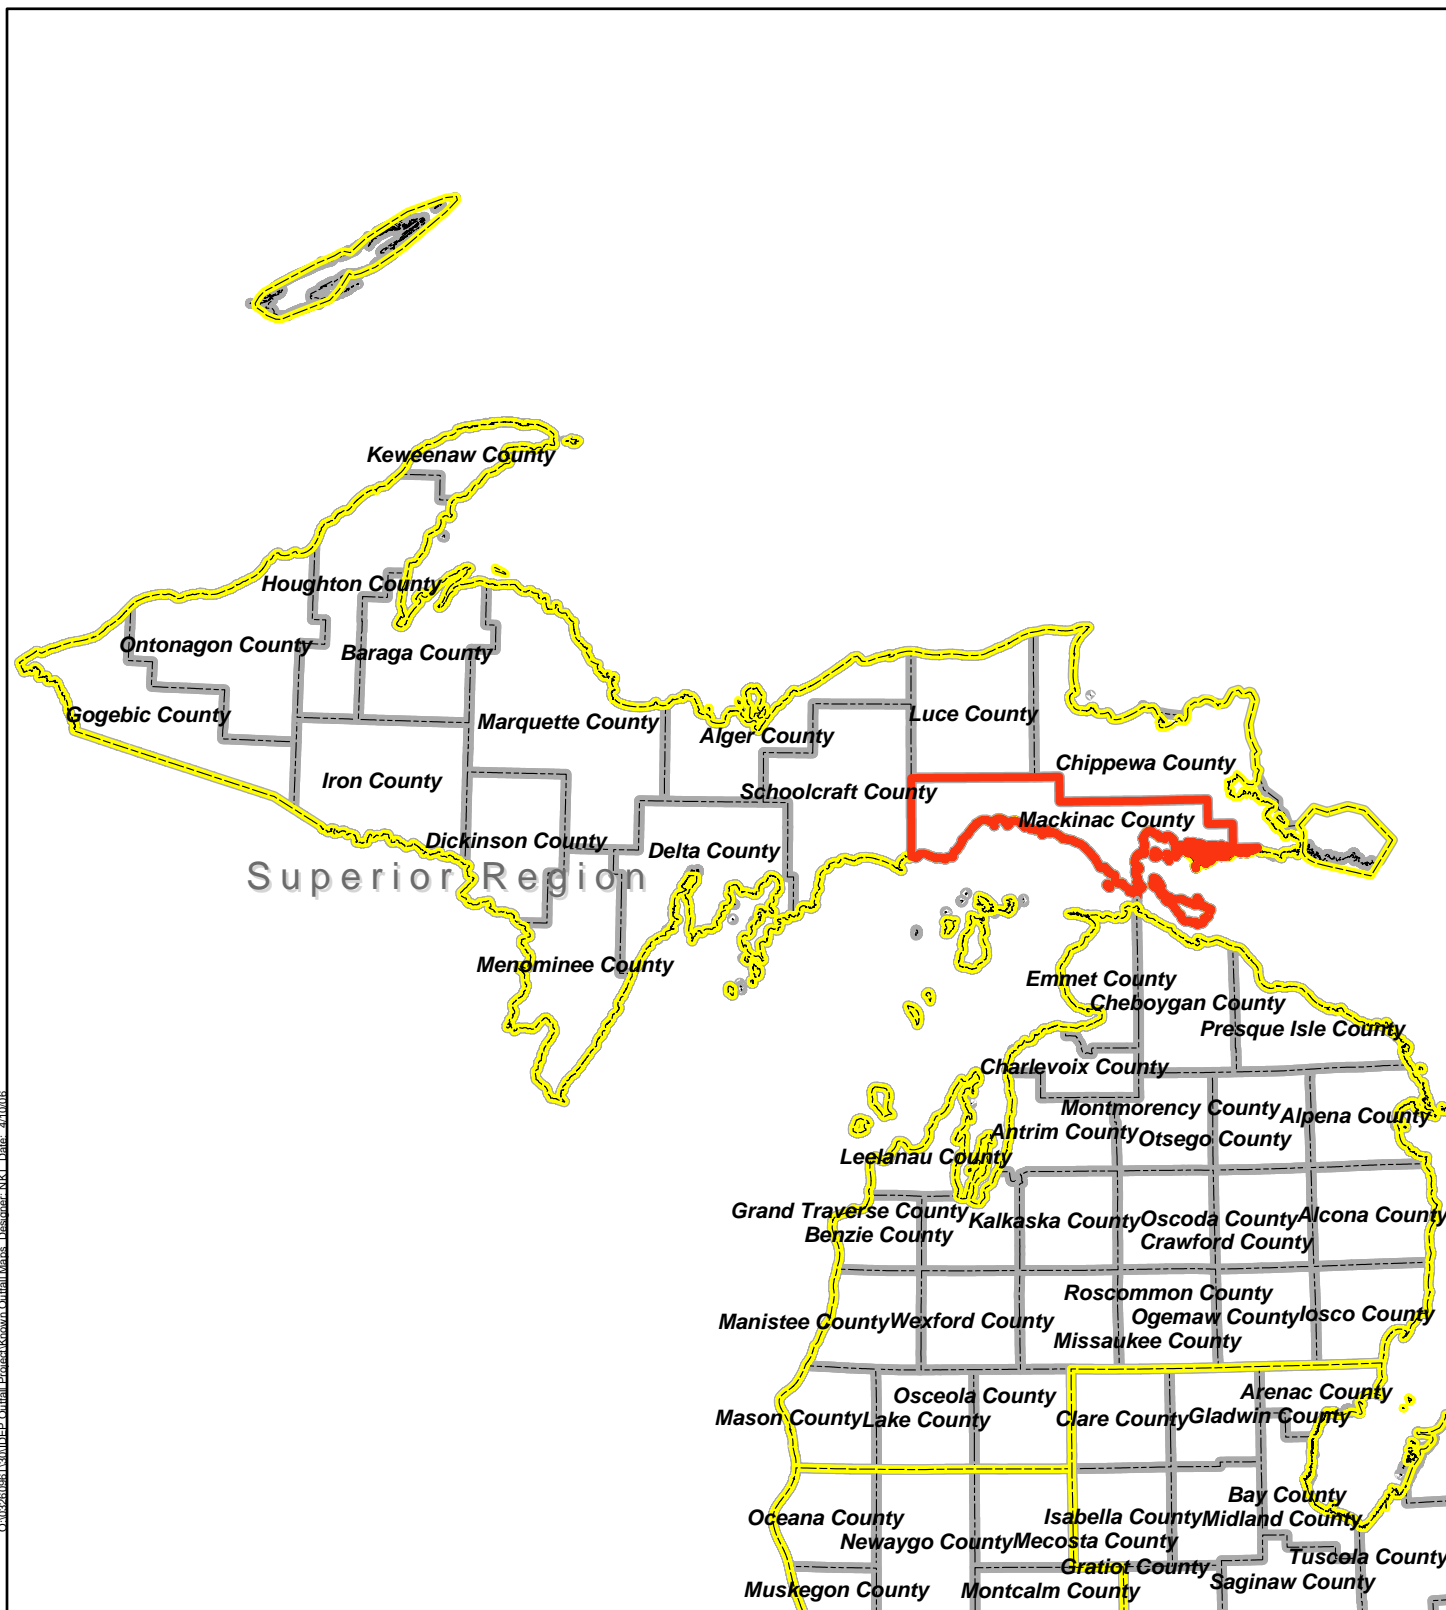 Keweenaw County
Houghton County
Ontonagon County
Baraga County
Gogebic County
Marquette County
Luce County
Alger County
Chippewa County
Iron County
Schoolcraft County
Mackinac County
Dickinson County
Delta County
Superior Region
Menominee County
Emmet County
Cheboygan County
Presque Isle County
Charlevoix County
Montmorency County
Alpena County
Antrim County
Otsego County
Leelanau County
Grand Traverse County
Kalkaska County
Oscoda County
Alcona County
Benzie County
Crawford County
Roscommon County
Manistee County
Wexford County
Ogemaw County
Iosco County
Missaukee County
Osceola County
Arenac County
Mason County
Lake County
Clare County
Gladwin County
Bay County
Oceana County
Isabella County
Midland County
Newaygo County
Mecosta County
Tuscola County
Gratiot County
Saginaw County
Muskegon County
Montcalm County